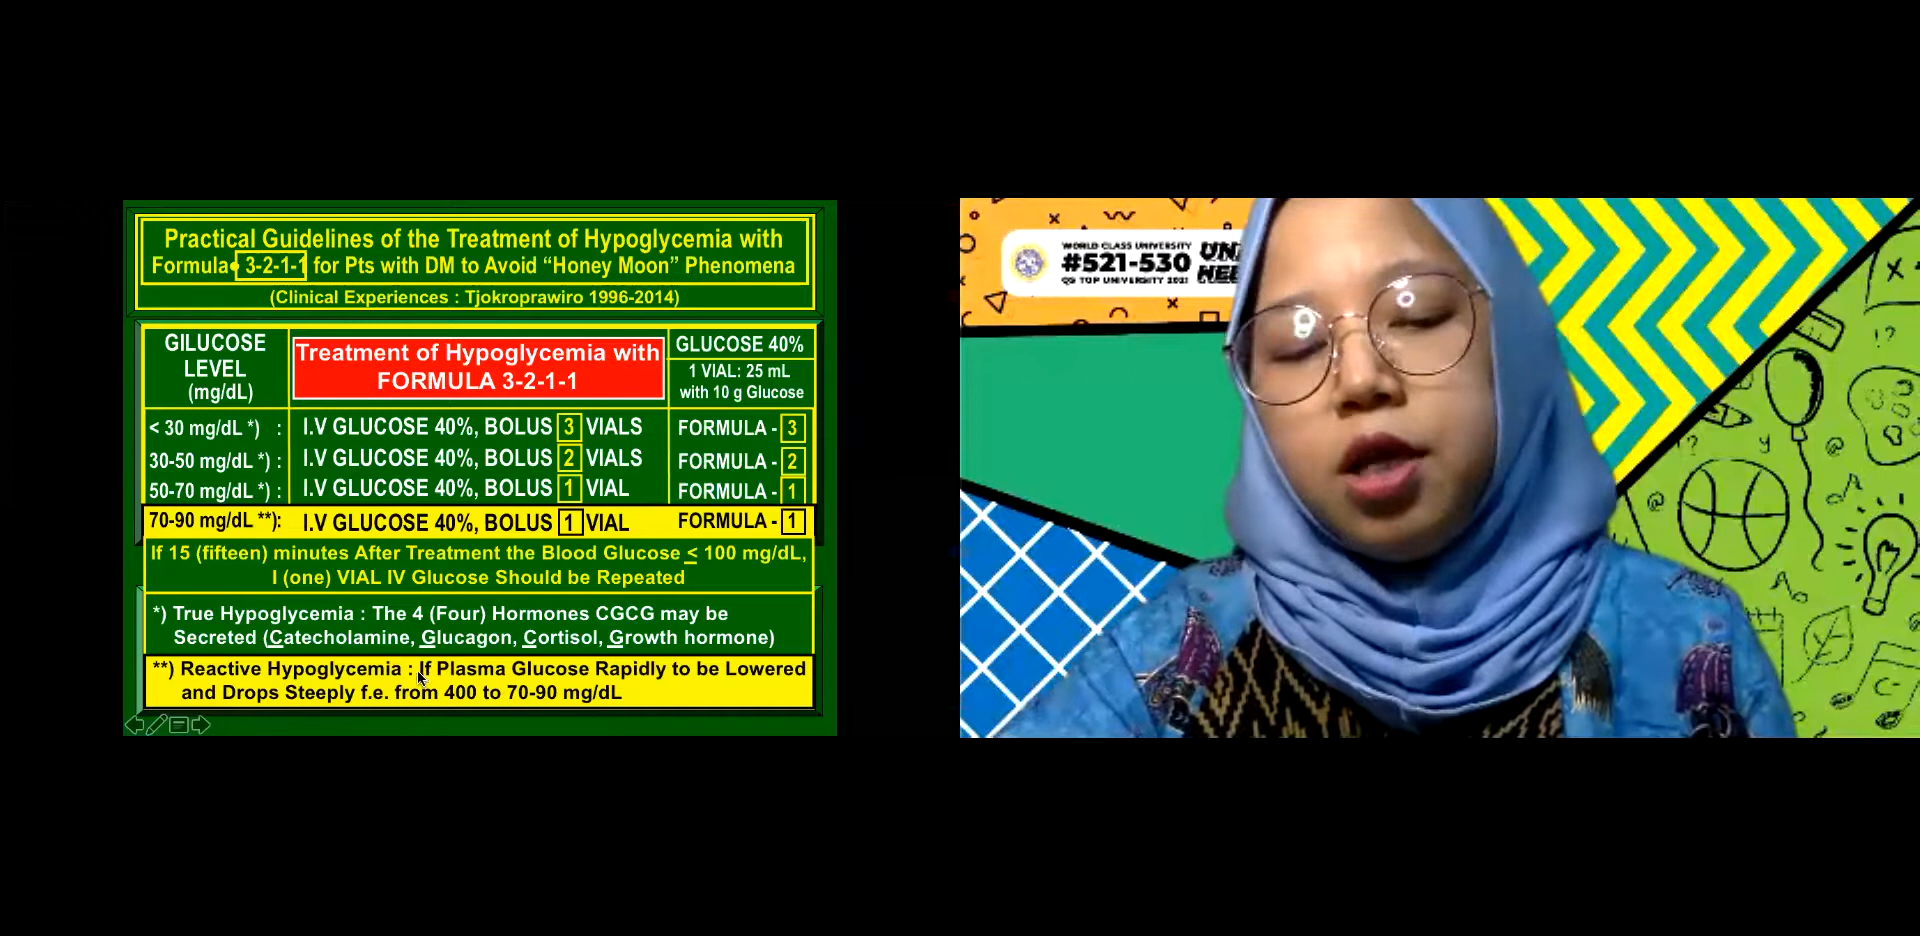 Practical Guidelines of the Treatment of Hypoglycemia with
Formula• 3-2-1-1 for Pts with DM to Avoid “Honey Moon” Phenomena
(Clinical Experiences : Tjokroprawiro 1996-2014)
GILUCOSE LEVEL (mg/dL)
Treatment of Hypoglycemia with
FORMULA 3-2-1-1
GLUCOSE 40%
1 VIAL: 25 mL
with 10 g Glucose
< 30 mg/dL *) : I.V GLUCOSE 40%, BOLUS 3 VIALS FORMULA - 3
30-50 mg/dL *) : I.V GLUCOSE 40%, BOLUS 2 VIALS FORMULA - 2
50-70 mg/dL *) : I.V GLUCOSE 40%, BOLUS 1 VIAL FORMULA - 1
70-90 mg/dL **): I.V GLUCOSE 40%, BOLUS 1 VIAL FORMULA - 1
If 15 (fifteen) minutes After Treatment the Blood Glucose ≤ 100 mg/dL,
I (one) VIAL IV Glucose Should be Repeated
*) True Hypoglycemia : The 4 (Four) Hormones CGCG may be
Secreted (Catecholamine, Glucagon, Cortisol, Growth hormone)
**) Reactive Hypoglycemia : If Plasma Glucose Rapidly to be Lowered
and Drops Steeply f.e. from 400 to 70-90 mg/dL
WORLD CLASS UNIVERSITY
#521-530
QS TOP UNIVERSITY 2021